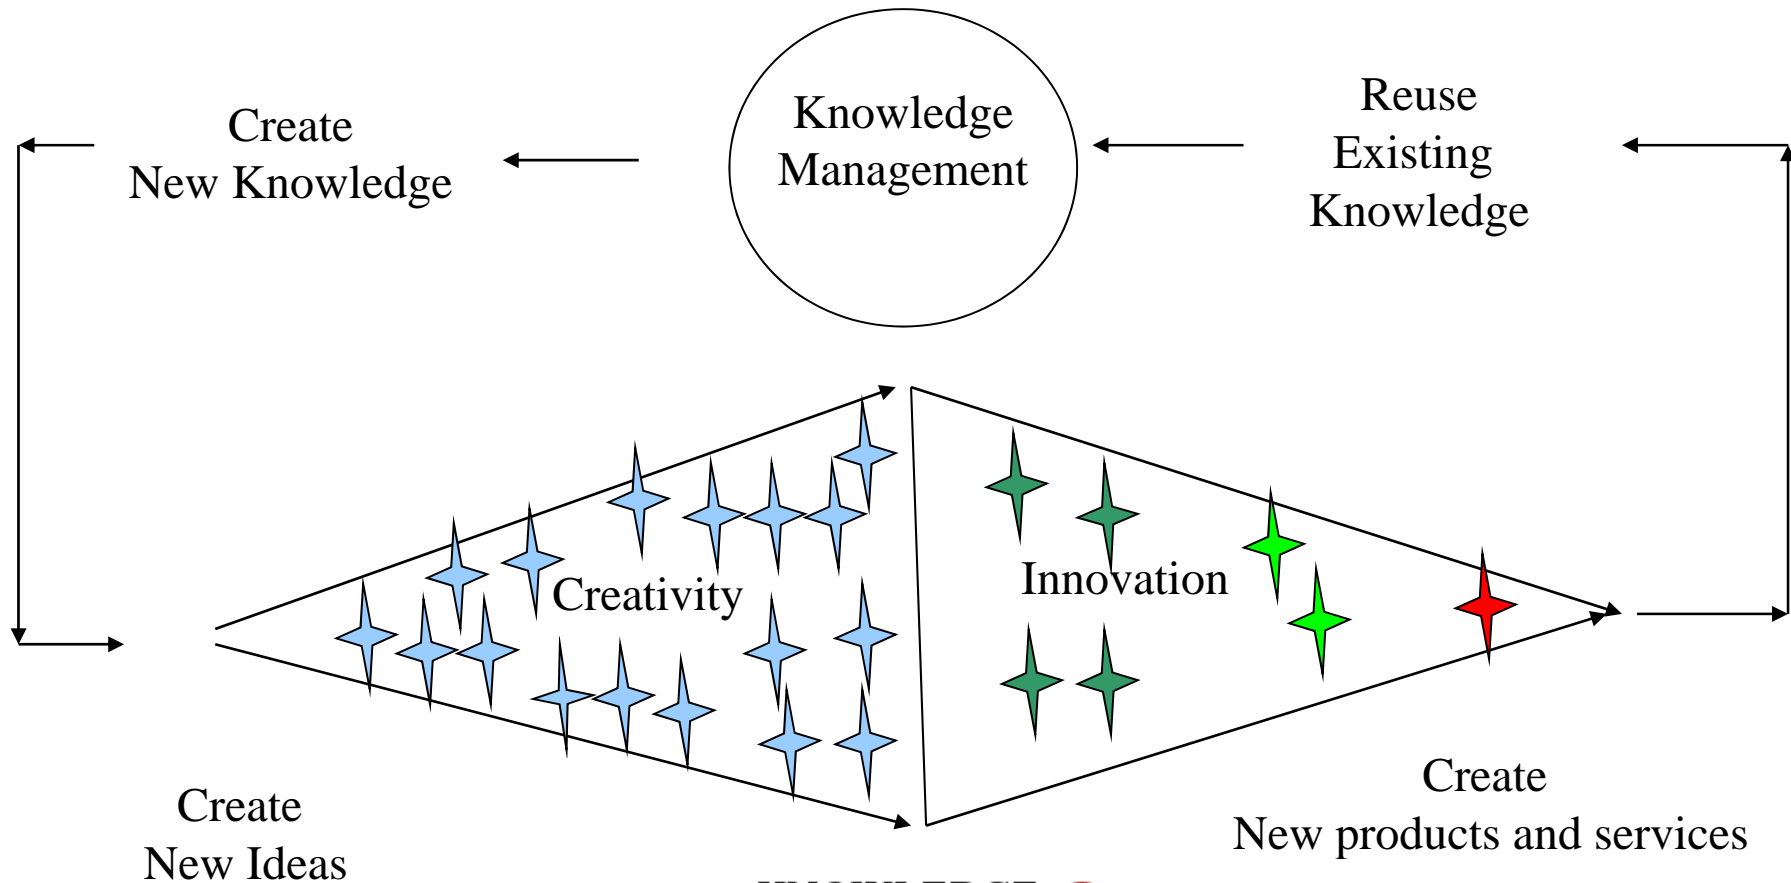 Create
New Knowledge
Knowledge
Management
Reuse
Existing
Knowledge
Creativity
Innovation
Create
New Ideas
Create
New products and services